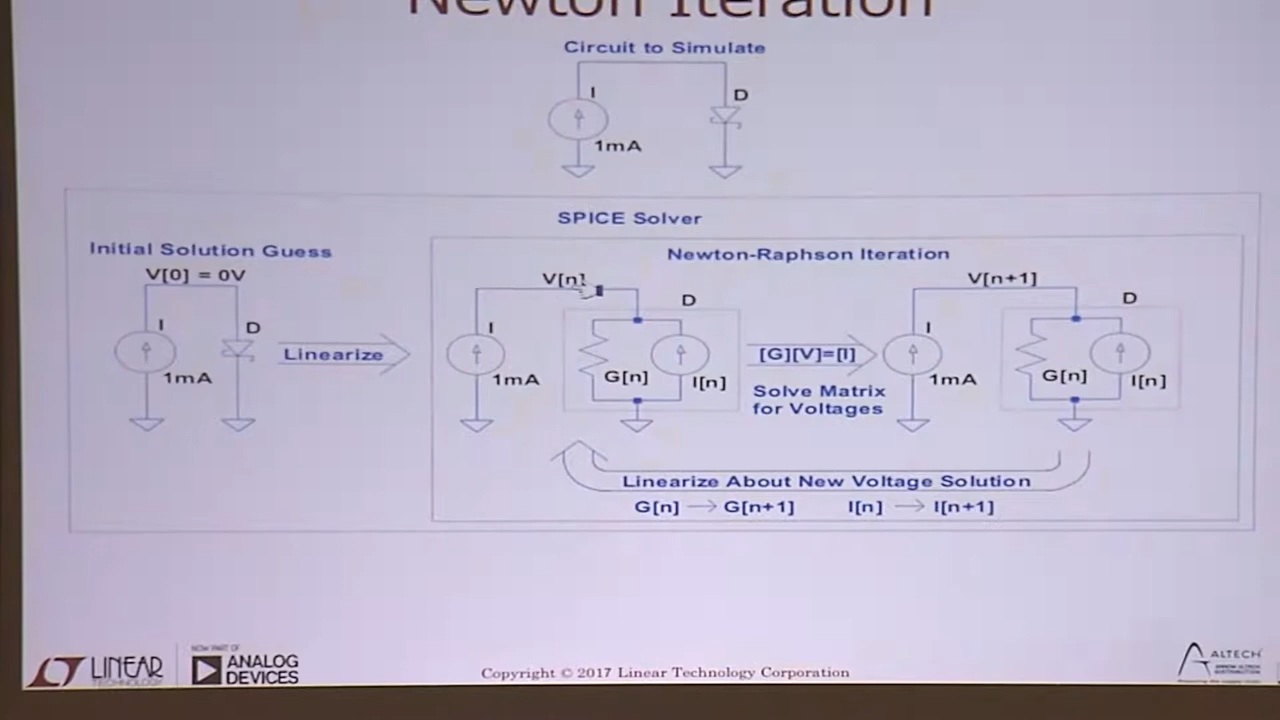 Newton Iteration
Circuit to Simulate
I
D
1mA
SPICE Solver
Initial Solution Guess
V[0] = 0V
I
D
1mA
Linearize
Newton-Raphson Iteration
V[n]
D
I
1mA
G[n]
I[n]
[G][V]=[I]
Solve Matrix
for Voltages
V[n+1]
D
I
1mA
G[n]
I[n]
Linearize About New Voltage Solution
G[n] → G[n+1] I[n] → I[n+1]
LT LINEAR
TECHNOLOGY
NOW PART OF
ANALOG
DEVICES
Copyright © 2017 Linear Technology Corporation
ALTECH